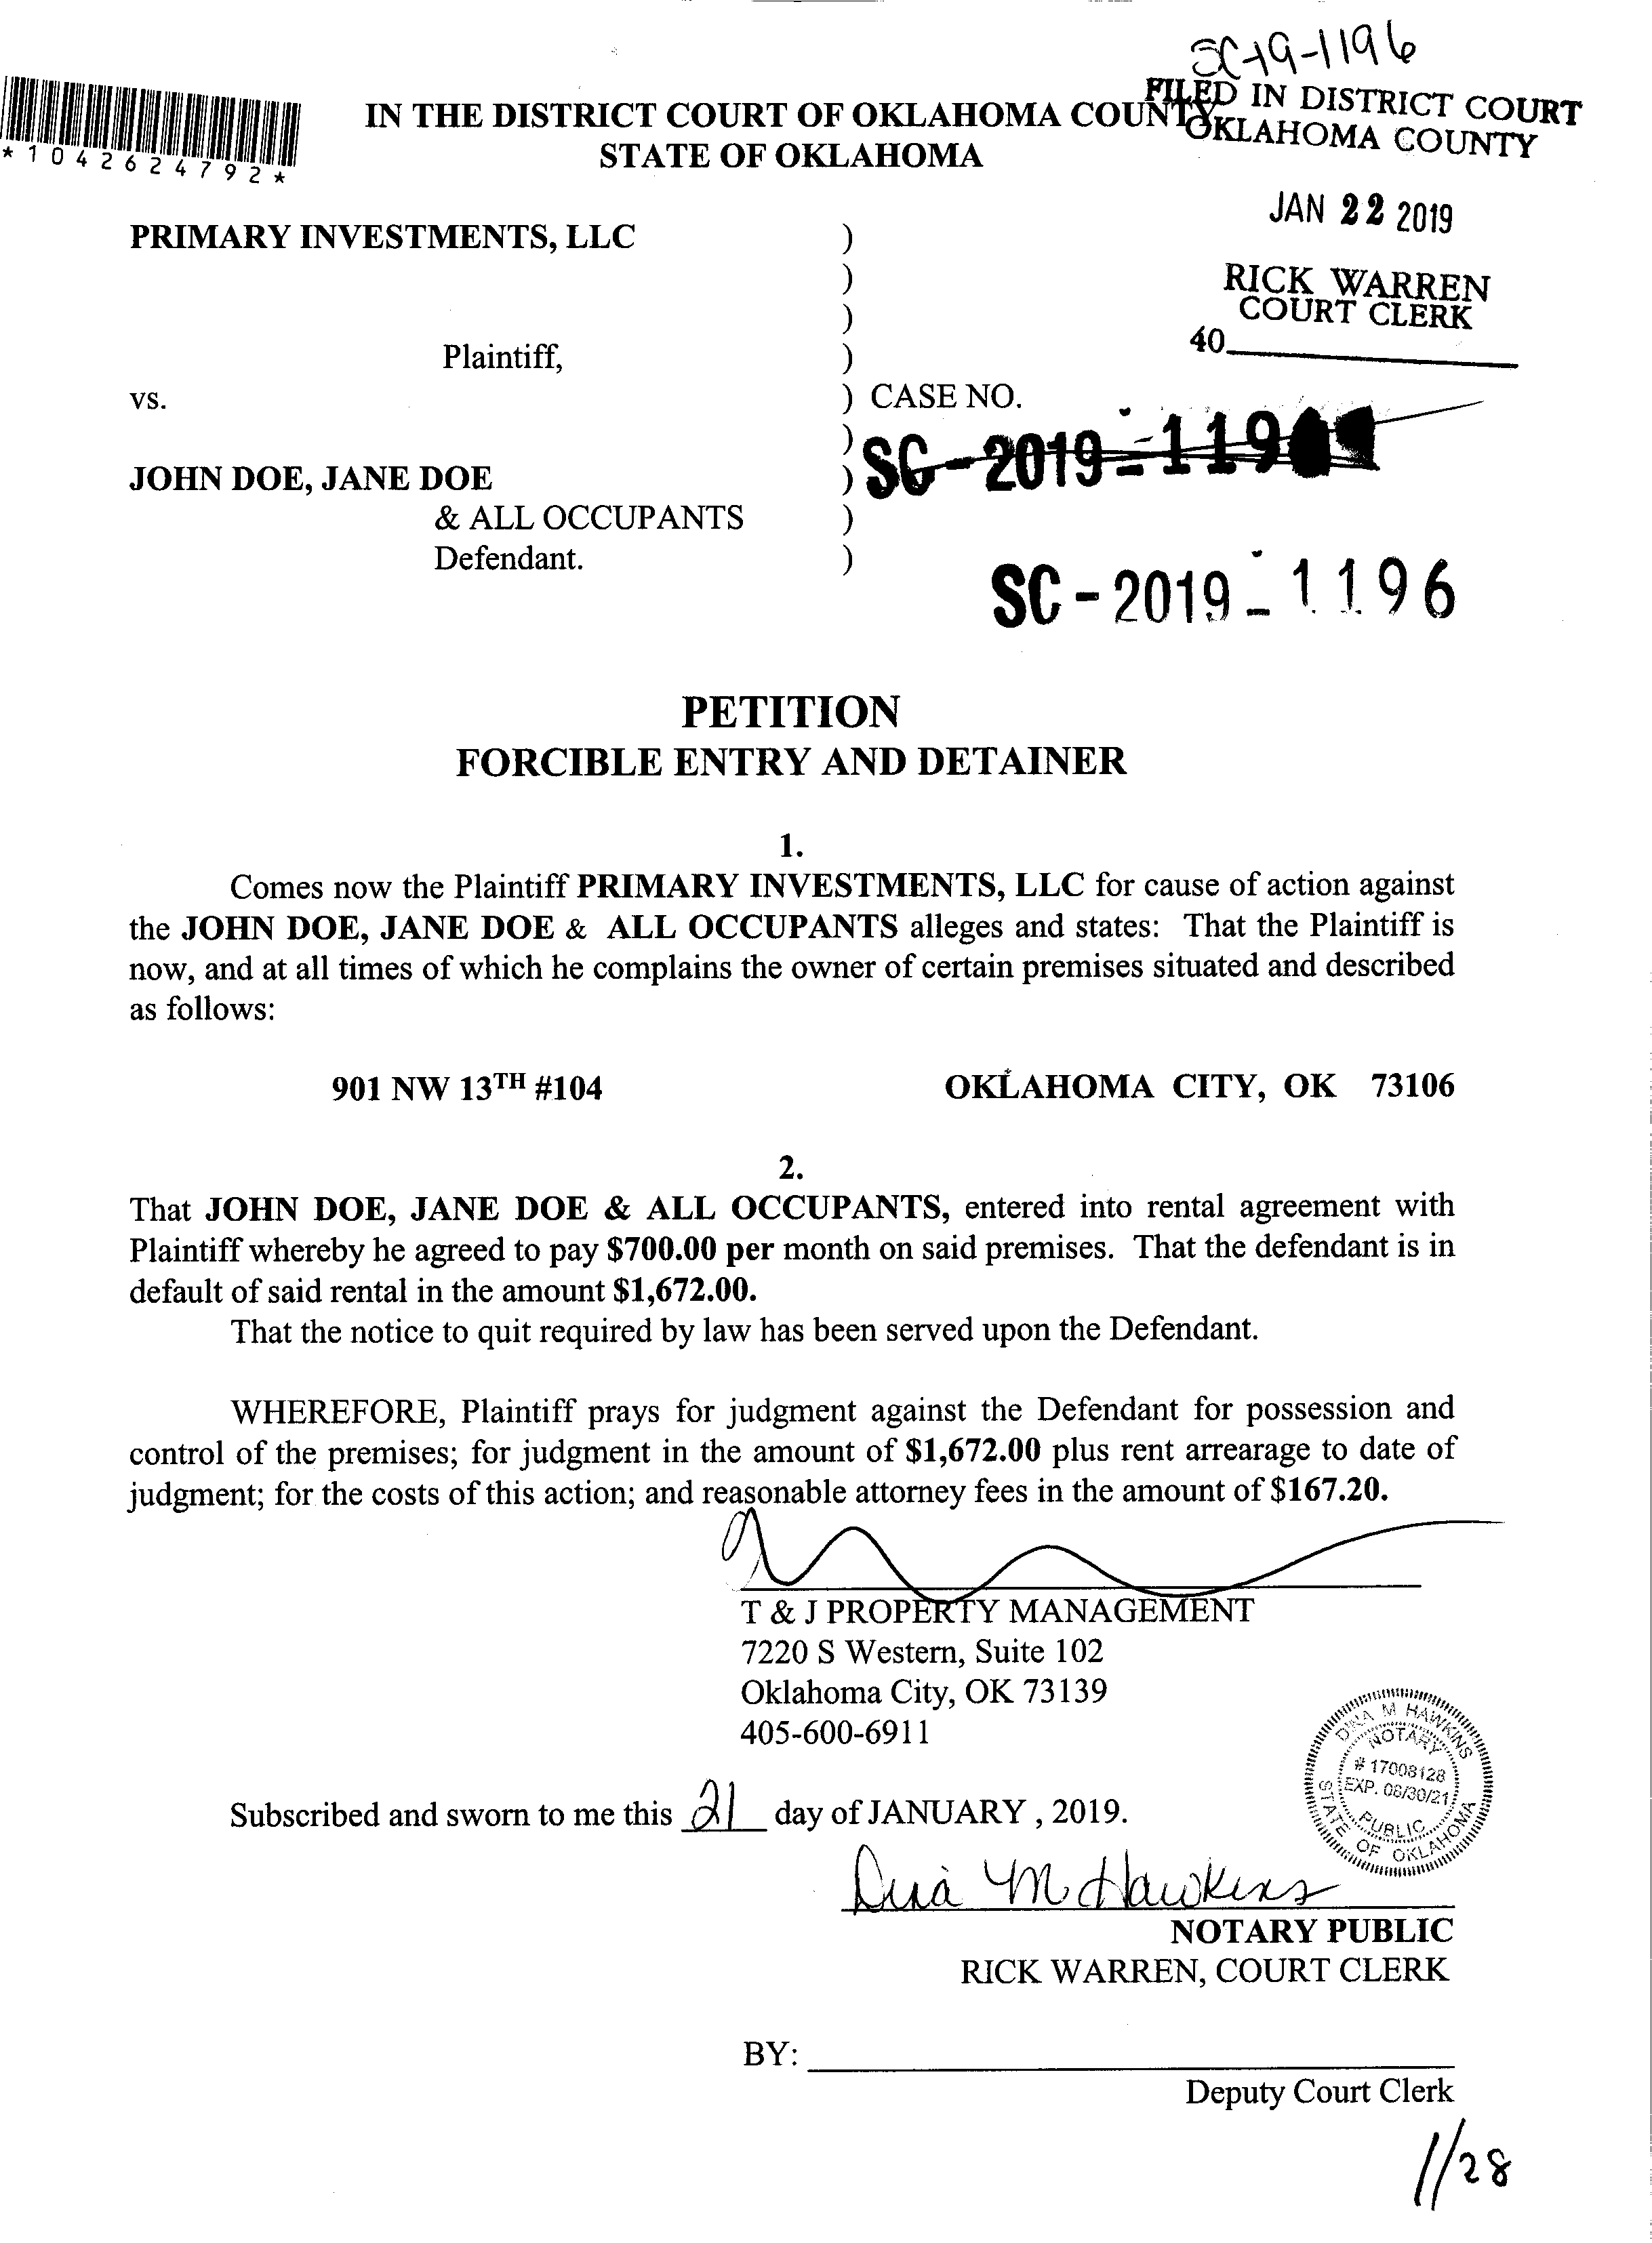 SC-19-1196
*1042624792*
IN THE DISTRICT COURT OF OKLAHOMA COUNTY
STATE OF OKLAHOMA
FILED IN DISTRICT COURT
OKLAHOMA COUNTY
JAN 22 2019
RICK WARREN
COURT CLERK
40
PRIMARY INVESTMENTS, LLC )
)
)
Plaintiff, )
vs. ) CASE NO.
)
SC-2019-119
JOHN DOE, JANE DOE )
& ALL OCCUPANTS )
Defendant. )
SC-2019-1196
PETITION
FORCIBLE ENTRY AND DETAINER
1.
Comes now the Plaintiff PRIMARY INVESTMENTS, LLC for cause of action against
the JOHN DOE, JANE DOE & ALL OCCUPANTS alleges and states: That the Plaintiff is
now, and at all times of which he complains the owner of certain premises situated and described
as follows:
901 NW 13TH #104 OKLAHOMA CITY, OK 73106
2.
That JOHN DOE, JANE DOE & ALL OCCUPANTS, entered into rental agreement with
Plaintiff whereby he agreed to pay $700.00 per month on said premises. That the defendant is in
default of said rental in the amount $1,672.00.
That the notice to quit required by law has been served upon the Defendant.
WHEREFORE, Plaintiff prays for judgment against the Defendant for possession and
control of the premises; for judgment in the amount of $1,672.00 plus rent arrearage to date of
judgment; for the costs of this action; and reasonable attorney fees in the amount of $167.20.
T & J PROPERTY MANAGEMENT
7220 S Western, Suite 102
Oklahoma City, OK 73139
405-600-6911
DINA M HAWKINS
NOTARY
# 17008128
EXP. 08/30/21
PUBLIC
STATE OF OKLAHOMA
Subscribed and sworn to me this 21 day of JANUARY , 2019.
Dina M Hawkins
NOTARY PUBLIC
RICK WARREN, COURT CLERK
BY:
Deputy Court Clerk
1/28